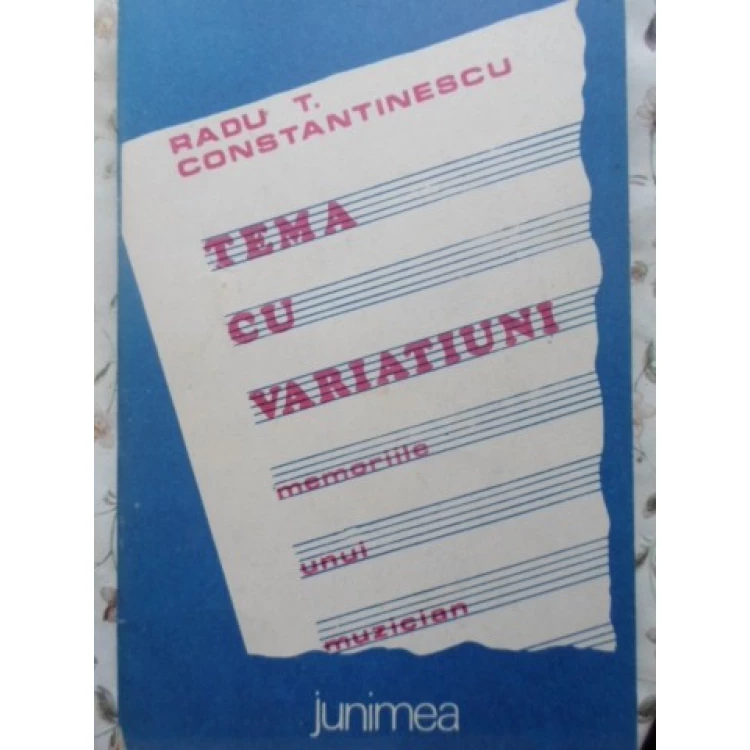 RADU T.
CONSTANTINESCU
TEMA
CU
VARIATIUNI
memoriile
unui
muzician
junimea